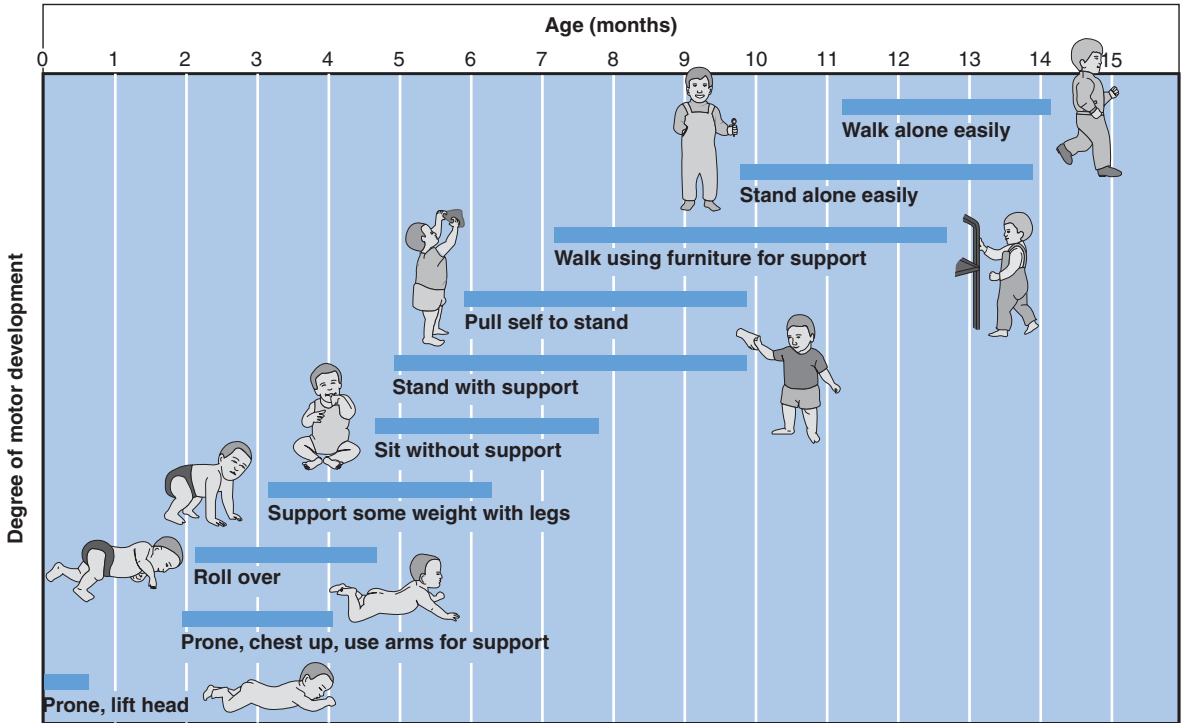 Age (months)
0 1 2 3 4 5 6 7 8 9 10 11 12 13 14 15
Degree of motor development
Walk alone easily
Stand alone easily
Walk using furniture for support
Pull self to stand
Stand with support
Sit without support
Support some weight with legs
Roll over
Prone, chest up, use arms for support
Prone, lift head